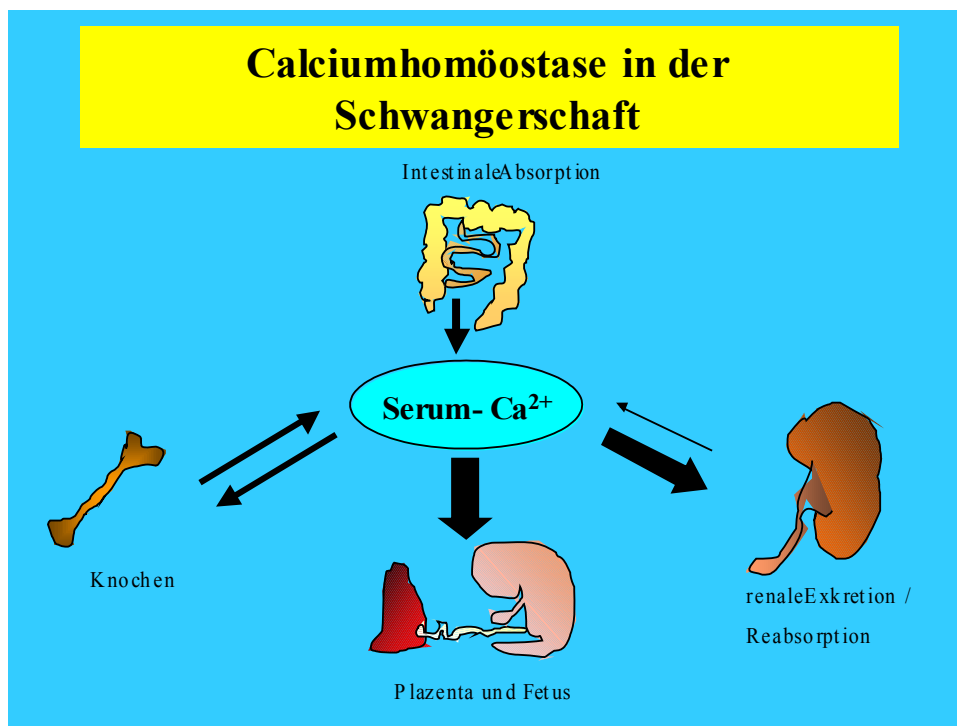 Calciumhomöostase in der
Schwangerschaft
IntestinaleAbsorption
Serum- Ca²⁺
Knochen
renaleExkretion /
Reabsorption
Plazenta und Fetus